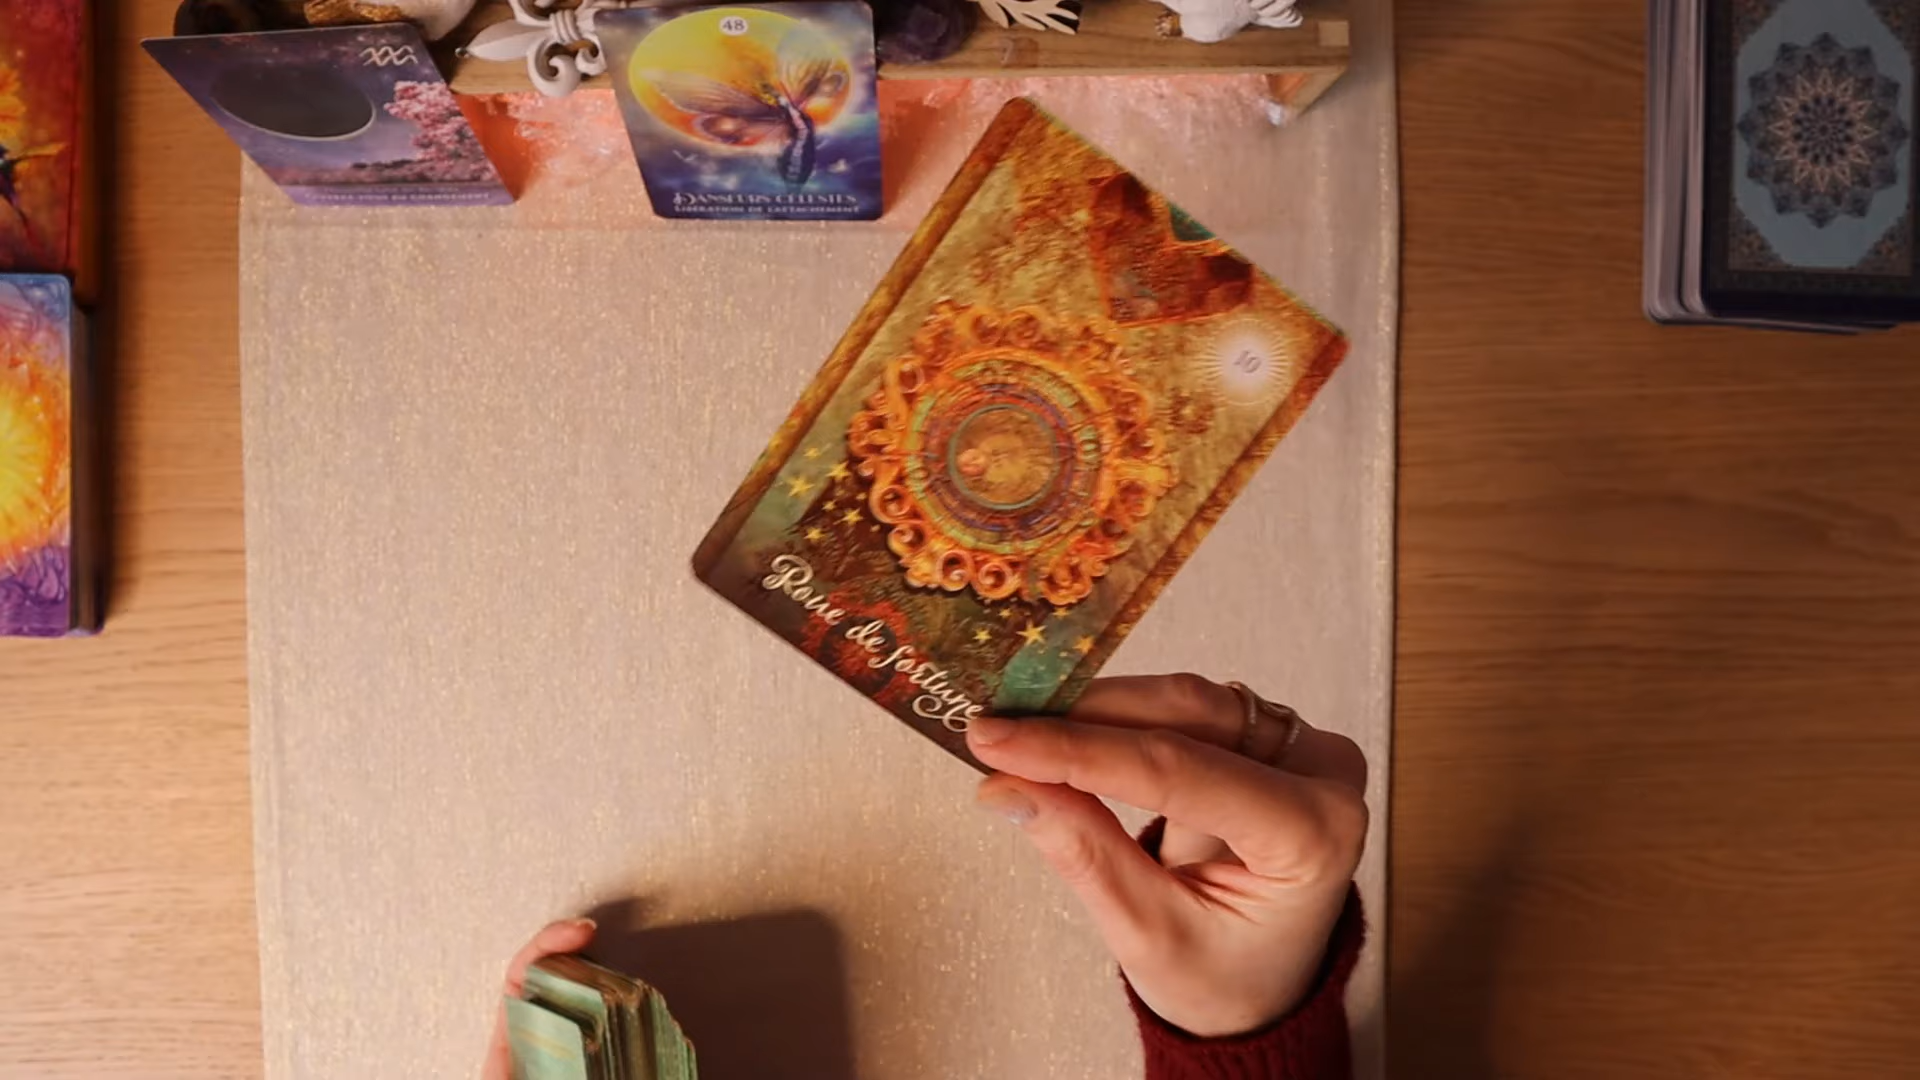 48
DANSEURS CÉLESTES
LIBÉRATION DE L'ATTACHEMENT
10
Roue de fortune